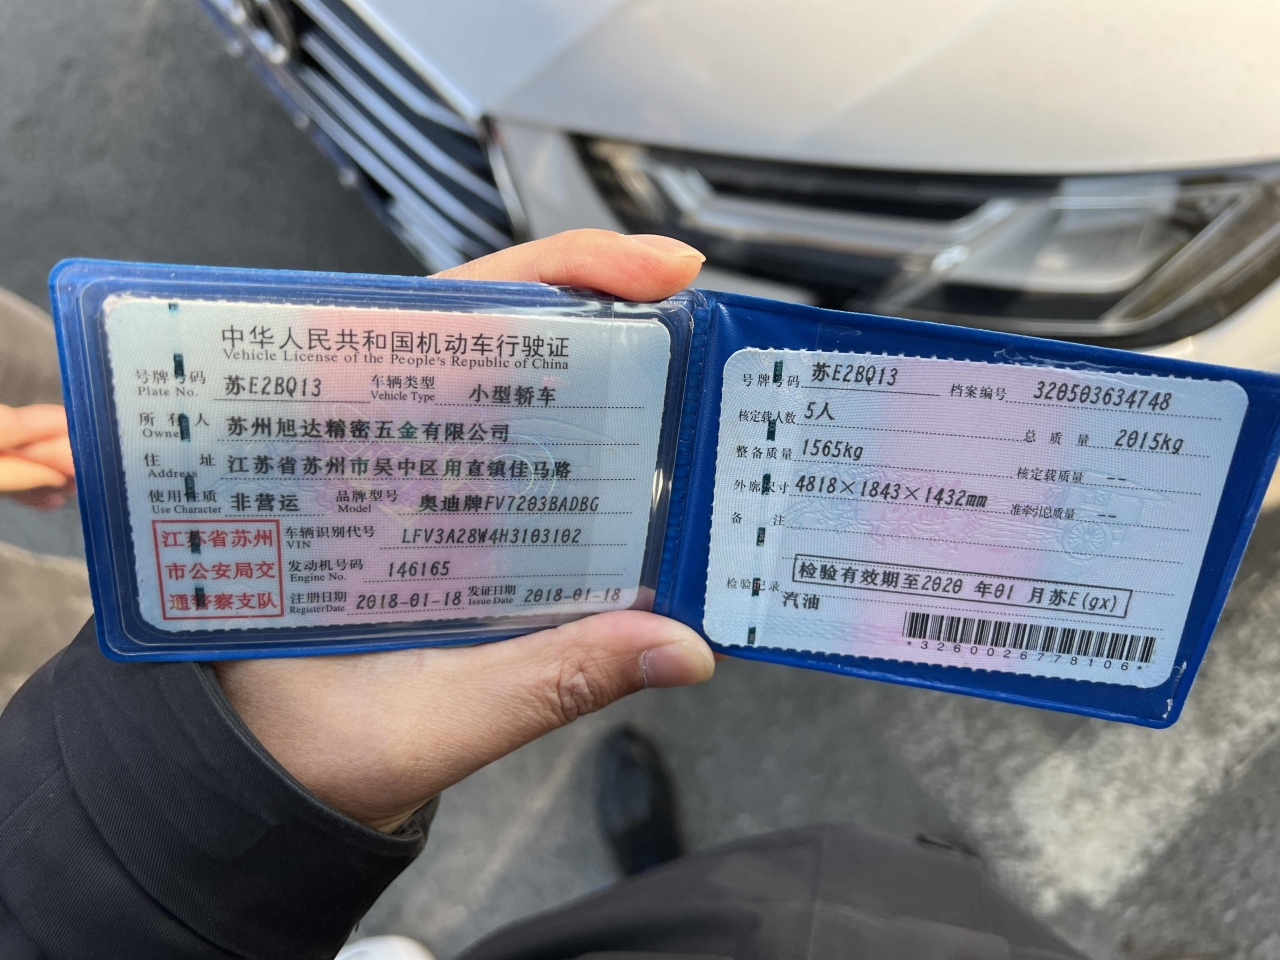 中华人民共和国机动车行驶证
Vehicle License of the People's Republic of China
号牌号码 苏E2BQ13 车辆类型 小型轿车
Plate No. Vehicle Type
所有人 苏州旭达精密五金有限公司
Owner
住址 江苏省苏州市吴中区甪直镇佳马路
Address
使用性质 非营运 品牌型号 奥迪牌FV7203BADBG
Use Character Model
江苏省苏州
市公安局交
通警察支队
车辆识别代号 LFV3A28W4H3103102
VIN
发动机号码 146165
Engine No.
注册日期 2018-01-18 发证日期 2018-01-18
Register Date Issue Date
号牌号码 苏E2BQ13 档案编号 320503634748
核定载人数 5人 总质量 2015kg
整备质量 1565kg 核定载质量 --
外廓尺寸 4818×1843×1432mm 准牵引总质量 --
备注
检验有效期至2020年01月苏E(gx)
检验记录
汽油
*3260026778106*